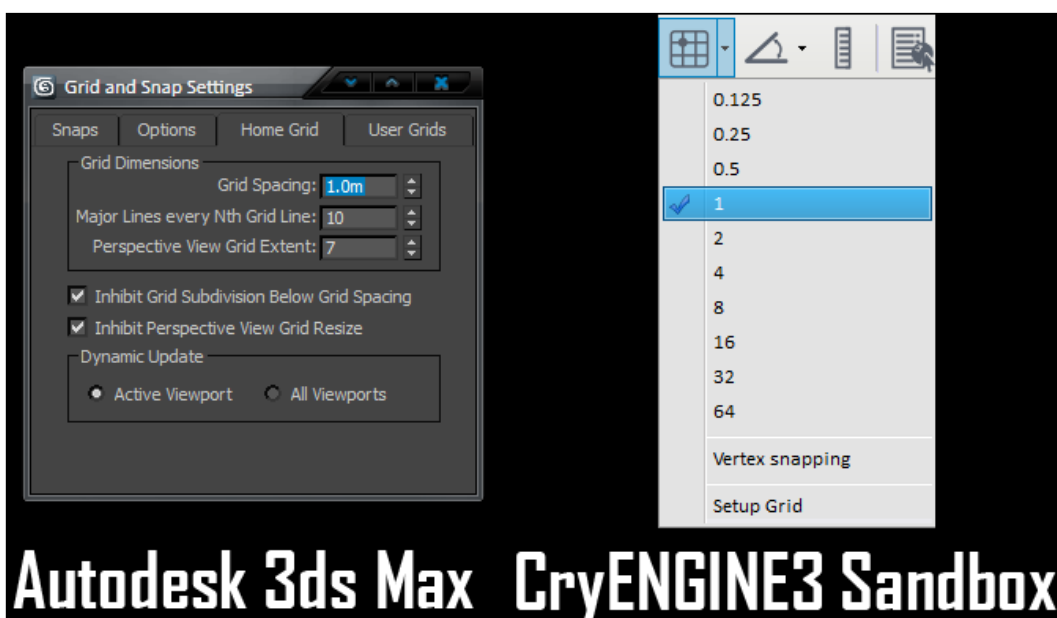 Grid and Snap Settings
Snaps Options Home Grid User Grids
Grid Dimensions
Grid Spacing: 1.0m
Major Lines every Nth Grid Line: 10
Perspective View Grid Extent: 7
Inhibit Grid Subdivision Below Grid Spacing
Inhibit Perspective View Grid Resize
Dynamic Update
Active Viewport All Viewports
0.125
0.25
0.5
1
2
4
8
16
32
64
Vertex snapping
Setup Grid
Autodesk 3ds Max CryENGINE3 Sandbox